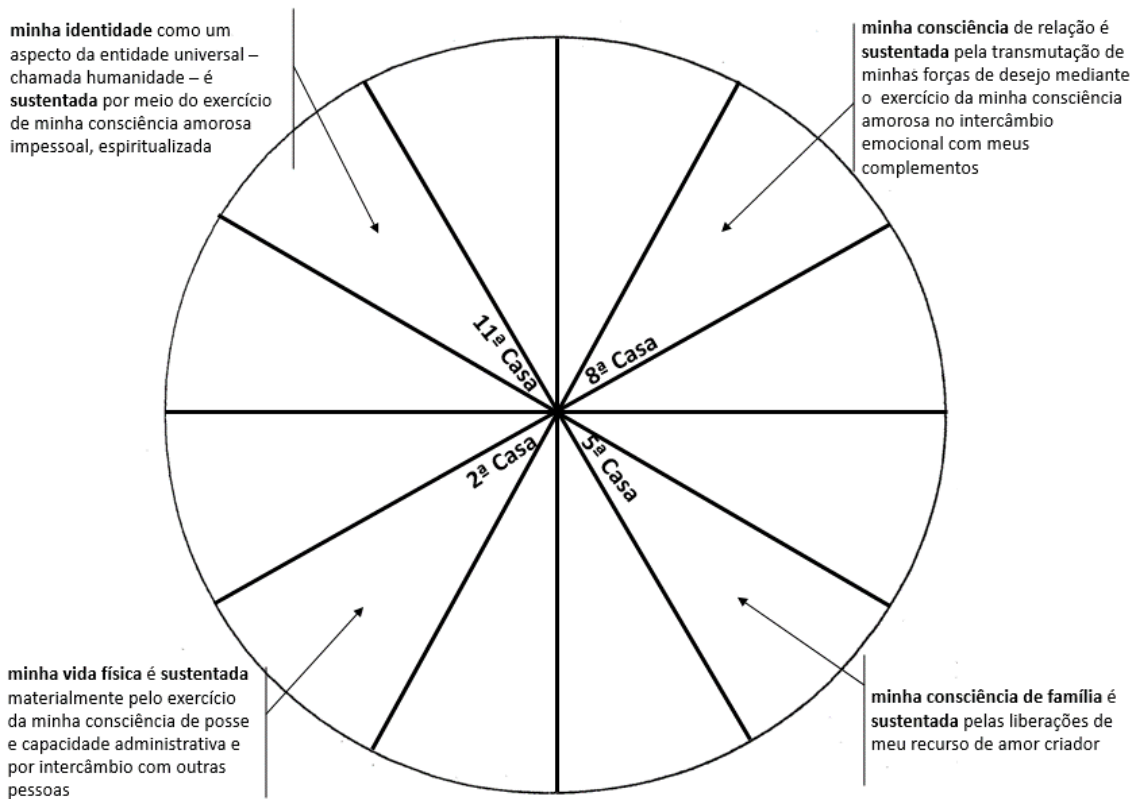 minha identidade como um
aspecto da entidade universal –
chamada humanidade – é
sustentada por meio do exercício
de minha consciência amorosa
impessoal, espiritualizada
minha consciência de relação é
sustentada pela transmutação de
minhas forças de desejo mediante
o exercício da minha consciência
amorosa no intercâmbio
emocional com meus
complementos
11ª Casa
8ª Casa
2ª Casa
5ª Casa
minha vida física é sustentada
materialmente pelo exercício
da minha consciência de posse
e capacidade administrativa e
por intercâmbio com outras
pessoas
minha consciência de família é
sustentada pelas liberações de
meu recurso de amor criador